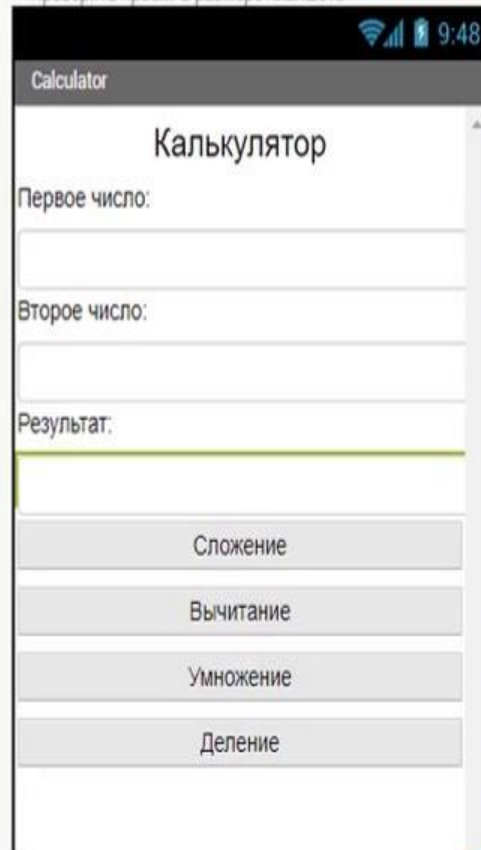 9:48
Calculator
Калькулятор
Первое число:
Второе число:
Результат:
Сложение
Вычитание
Умножение
Деление